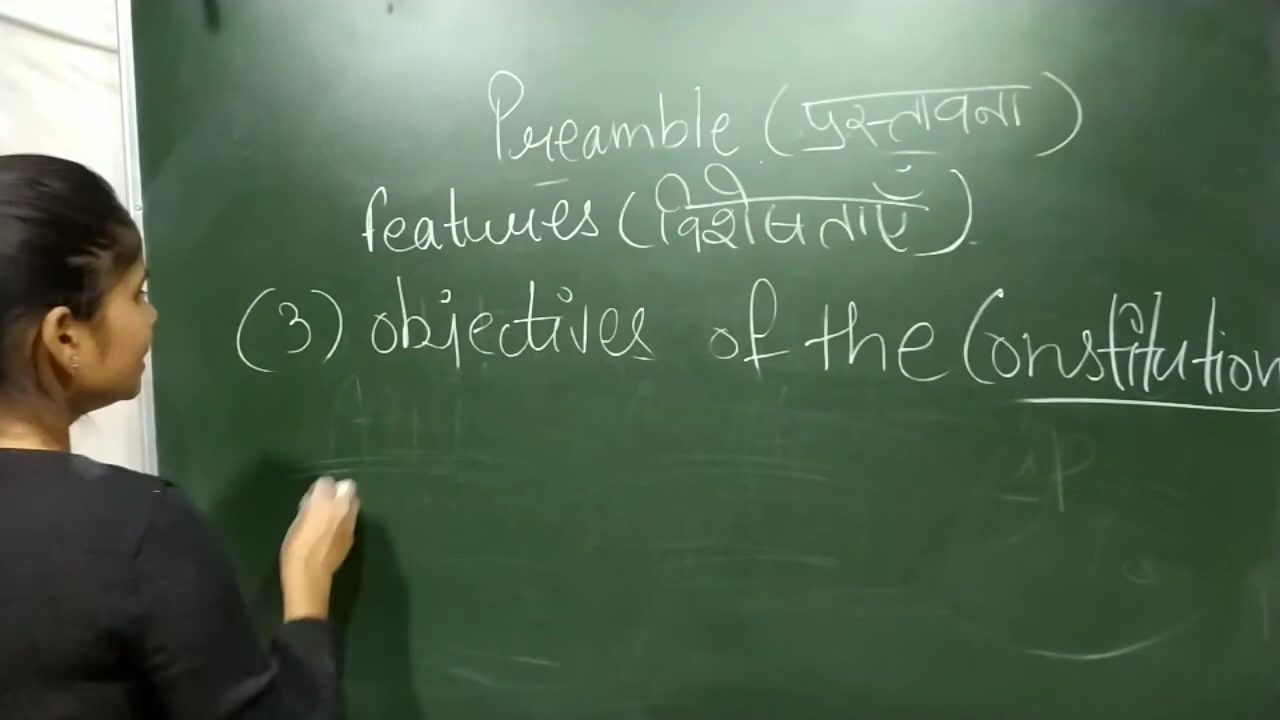 Preamble (प्रस्तावना)
features (विशेषताएँ)
(3) objectives of the Constitution